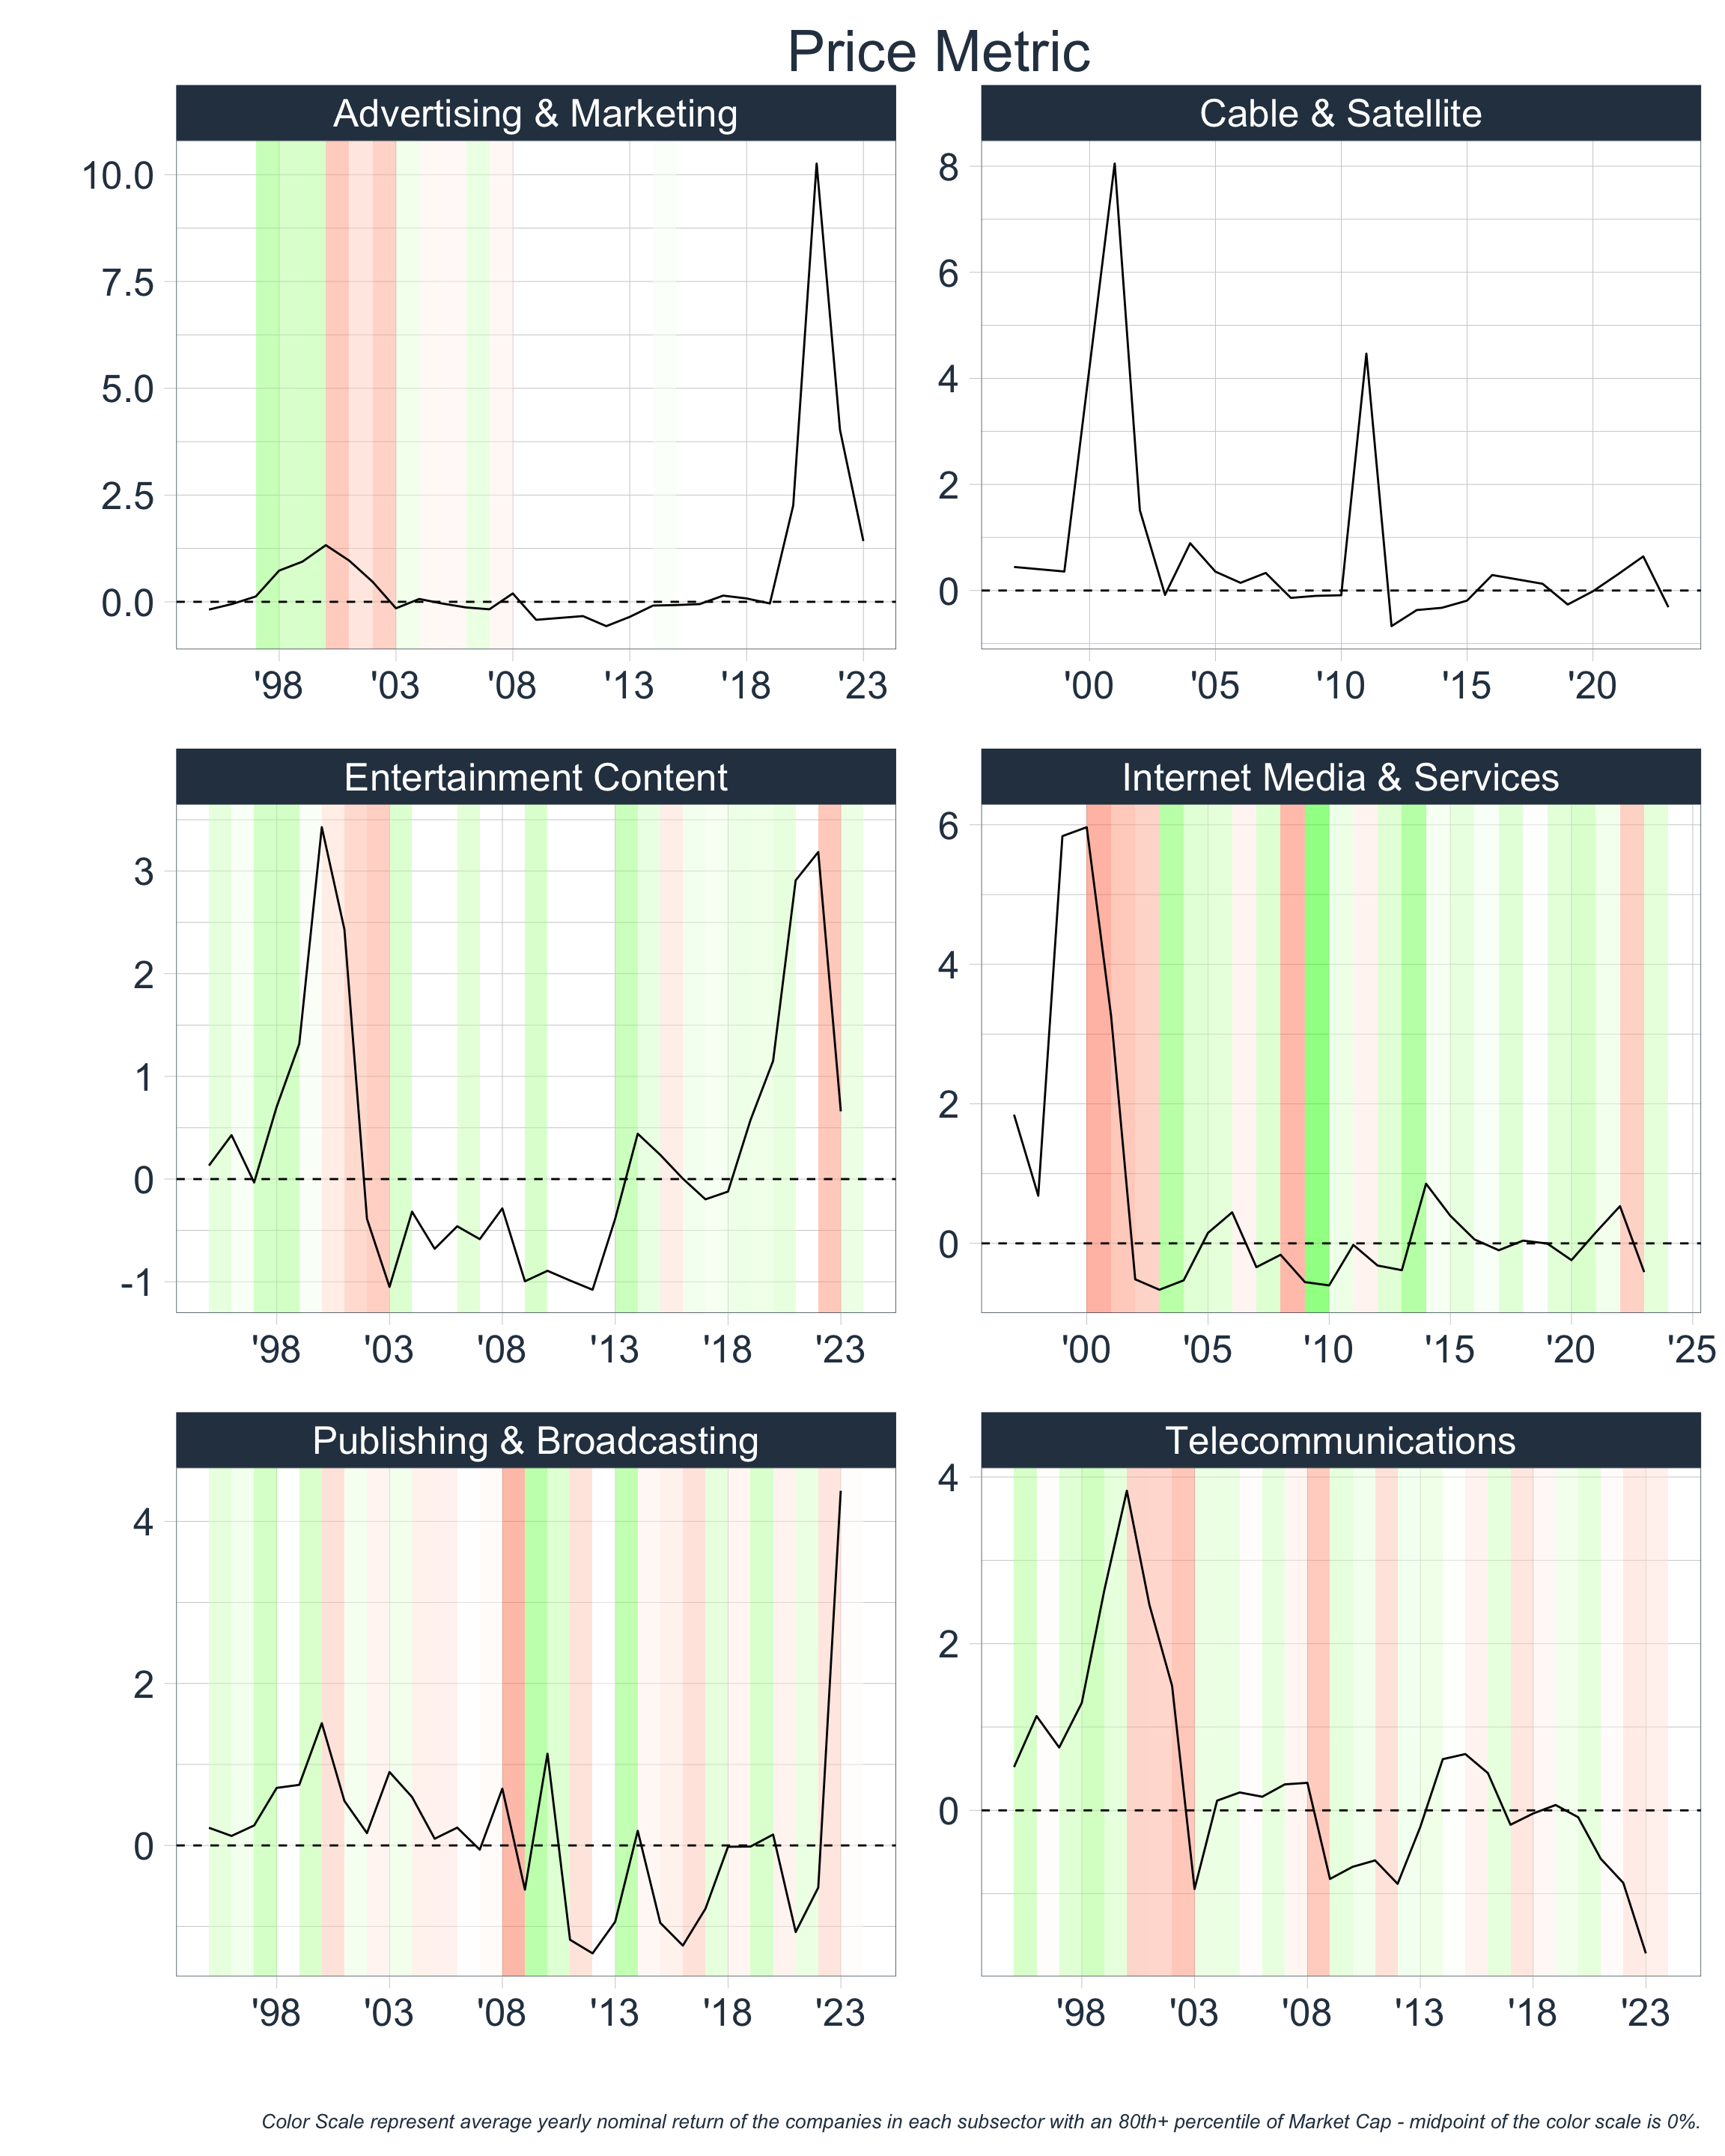 Price Metric
Advertising & Marketing
10.0
7.5
5.0
2.5
0.0
'98 '03 '08 '13 '18 '23
Cable & Satellite
8
6
4
2
0
'00 '05 '10 '15 '20
Entertainment Content
3
2
1
0
-1
'98 '03 '08 '13 '18 '23
Internet Media & Services
6
4
2
0
'00 '05 '10 '15 '20 '25
Publishing & Broadcasting
4
2
0
'98 '03 '08 '13 '18 '23
Telecommunications
4
2
0
'98 '03 '08 '13 '18 '23
Color Scale represent average yearly nominal return of the companies in each subsector with an 80th+ percentile of Market Cap - midpoint of the color scale is 0%.